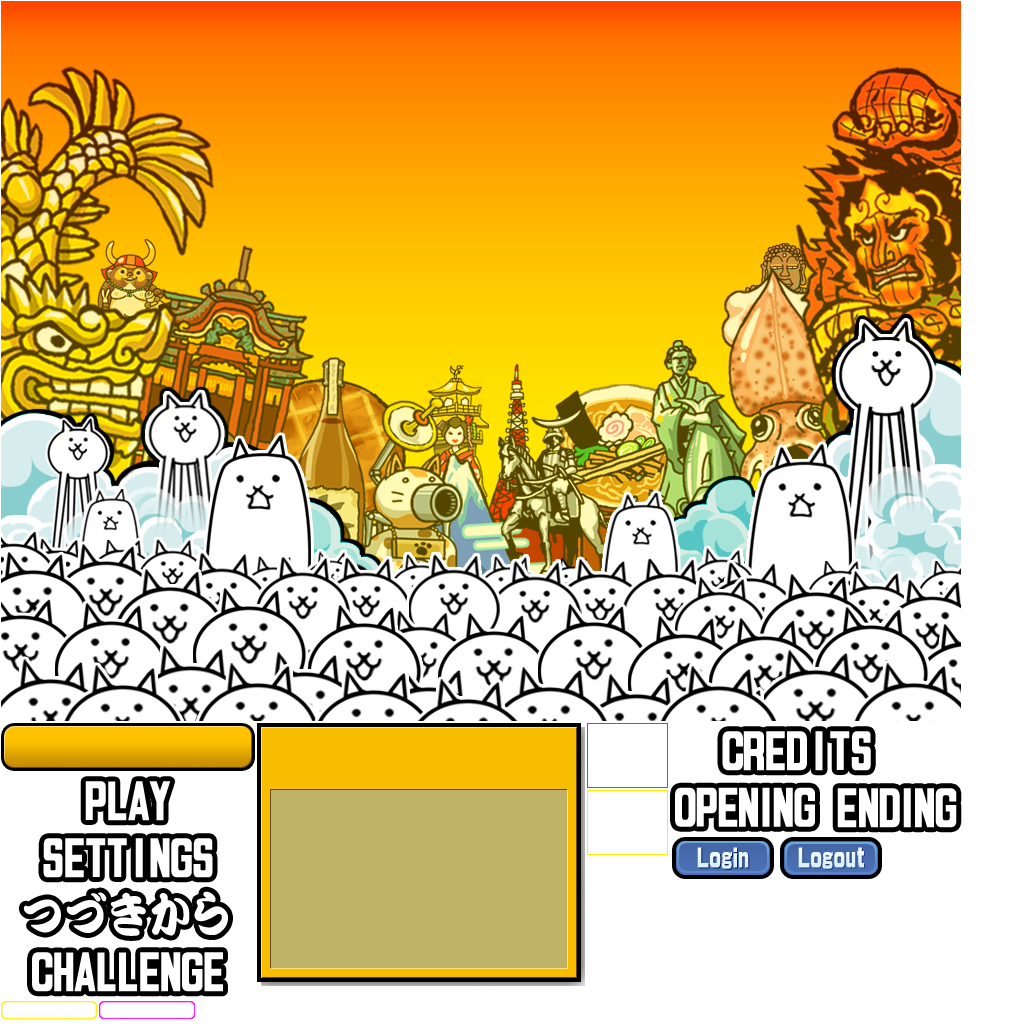 PLAY
SETTINGS
つづきから
CHALLENGE
CREDITS
OPENING ENDING
Login Logout